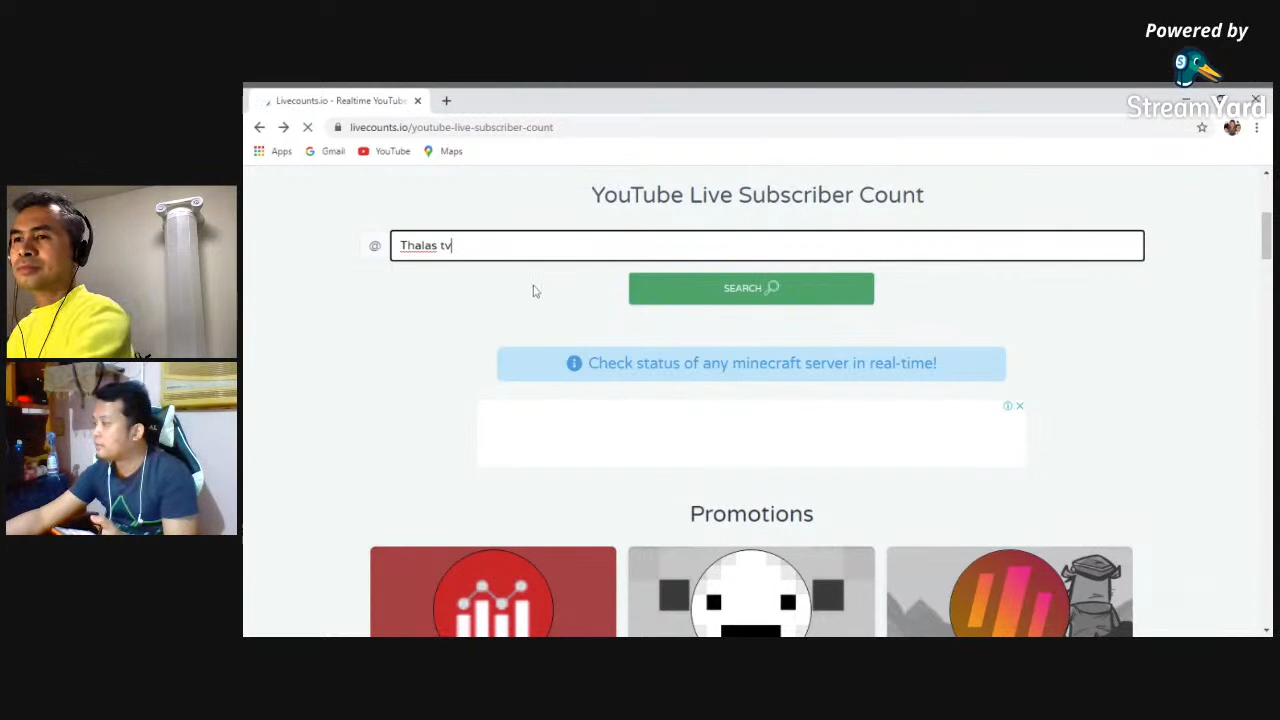 Powered by
StreamYard
Livecounts.io - Realtime YouTube
livecounts.io/youtube-live-subscriber-count
Apps Gmail YouTube Maps
YouTube Live Subscriber Count
@ Thalas tv
SEARCH
Check status of any minecraft server in real-time!
Promotions